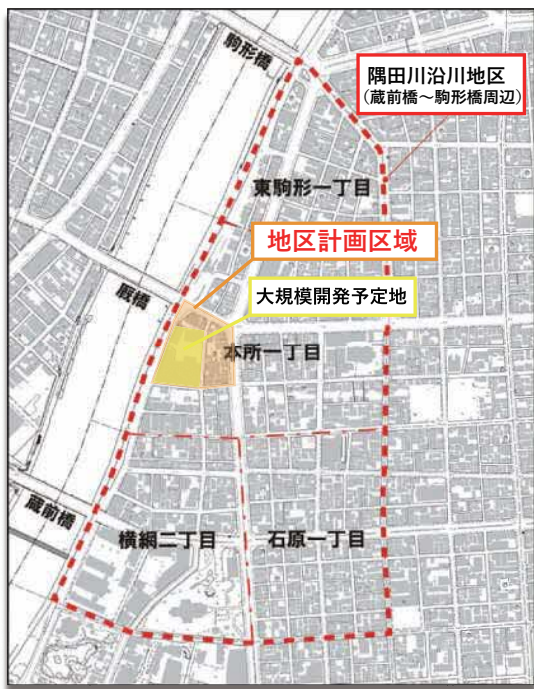 駒形橋
隅田川沿川地区
(蔵前橋～駒形橋周辺)
東駒形一丁目
地区計画区域
厩橋
大規模開発予定地
本所一丁目
蔵前橋
横網二丁目
石原一丁目